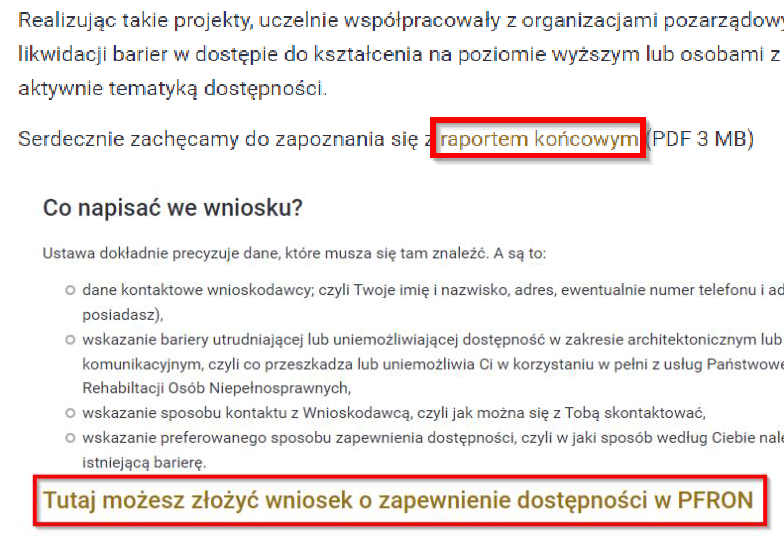 Realizując takie projekty, uczelnie współpracowały z organizacjami
likwidacji barier w dostępie do kształcenia na poziomie wyższym lub osobami z
aktywnie tematyką dostępności.
Serdecznie zachęcamy do zapoznania się z raportem końcowym (PDF 3 MB)
Co napisać we wniosku?
Ustawa dokładnie precyzuje dane, które musza się tam znaleźć. A są to:
dane kontaktowe wnioskodawcy; czyli Twoje imię i nazwisko, adres, ewentualnie numer telefonu i
posiadasz),
wskazanie bariery utrudniającej lub uniemożliwiającej dostępność w zakresie architektonicznym lub
komunikacyjnym, czyli co przeszkadza lub uniemożliwia Ci w korzystaniu w pełni z usług
Rehabiltacji Osób Niepełnosprawnych,
wskazanie sposobu kontaktu z Wnioskodawcą, czyli jak można się z Tobą skontaktować,
wskazanie preferowanego sposobu zapewnienia dostępności, czyli w jaki sposób według Ciebie
istniejącą barierę.
Tutaj możesz złożyć wniosek o zapewnienie dostępności w PFRON